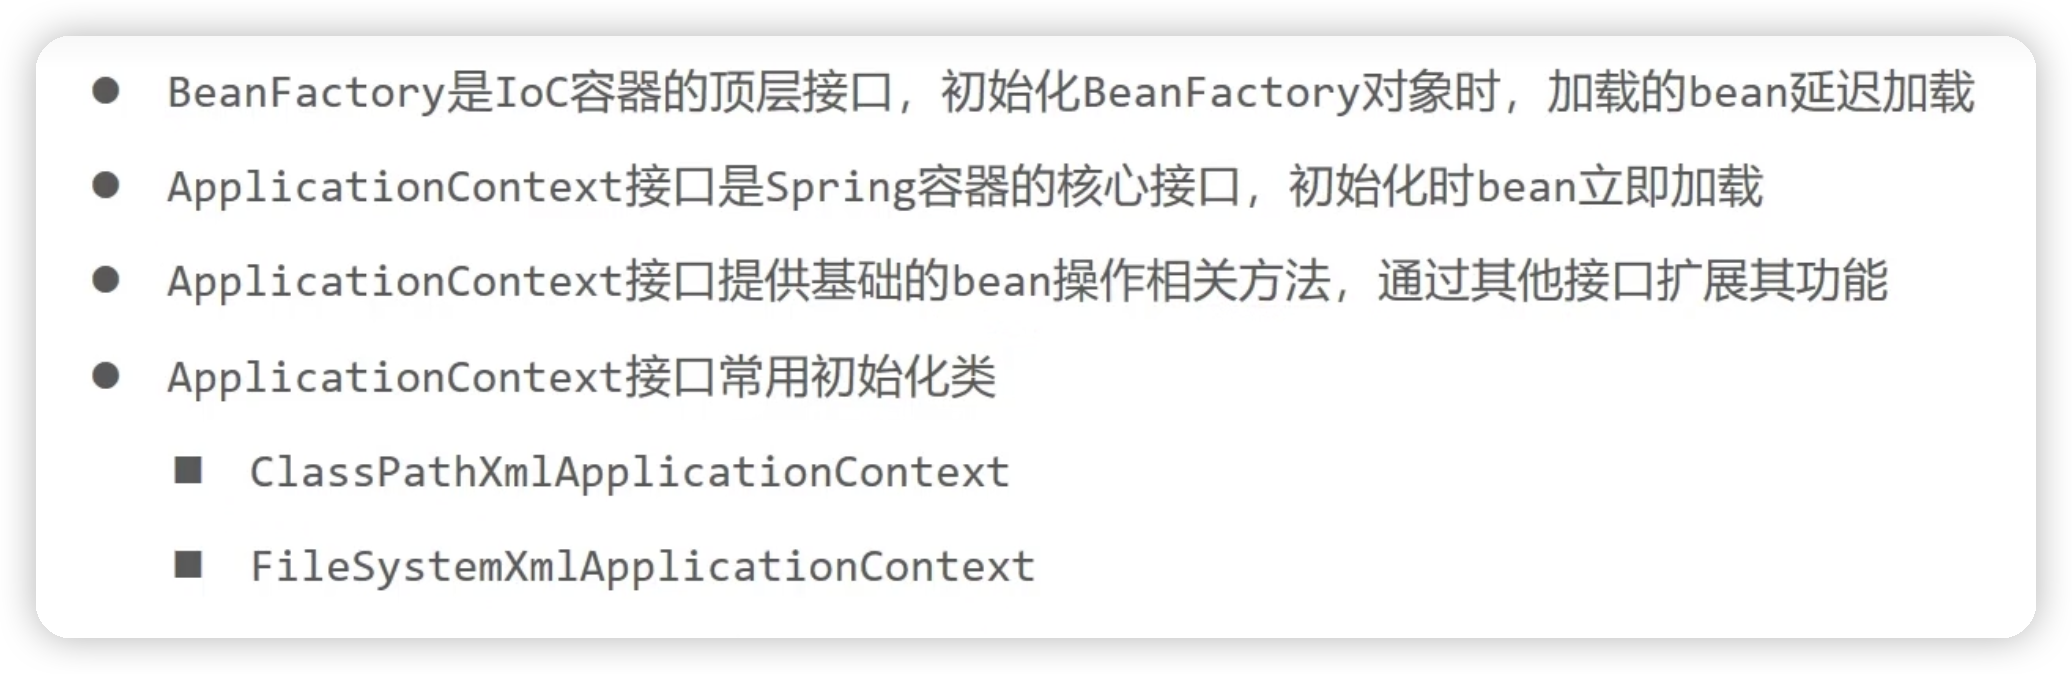 ● BeanFactory是IoC容器的顶层接口，初始化BeanFactory对象时，加载的bean延迟加载
● ApplicationContext接口是Spring容器的核心接口，初始化时bean立即加载
● ApplicationContext接口提供基础的bean操作相关方法，通过其他接口扩展其功能
● ApplicationContext接口常用初始化类
■ ClassPathXmlApplicationContext
■ FileSystemXmlApplicationContext